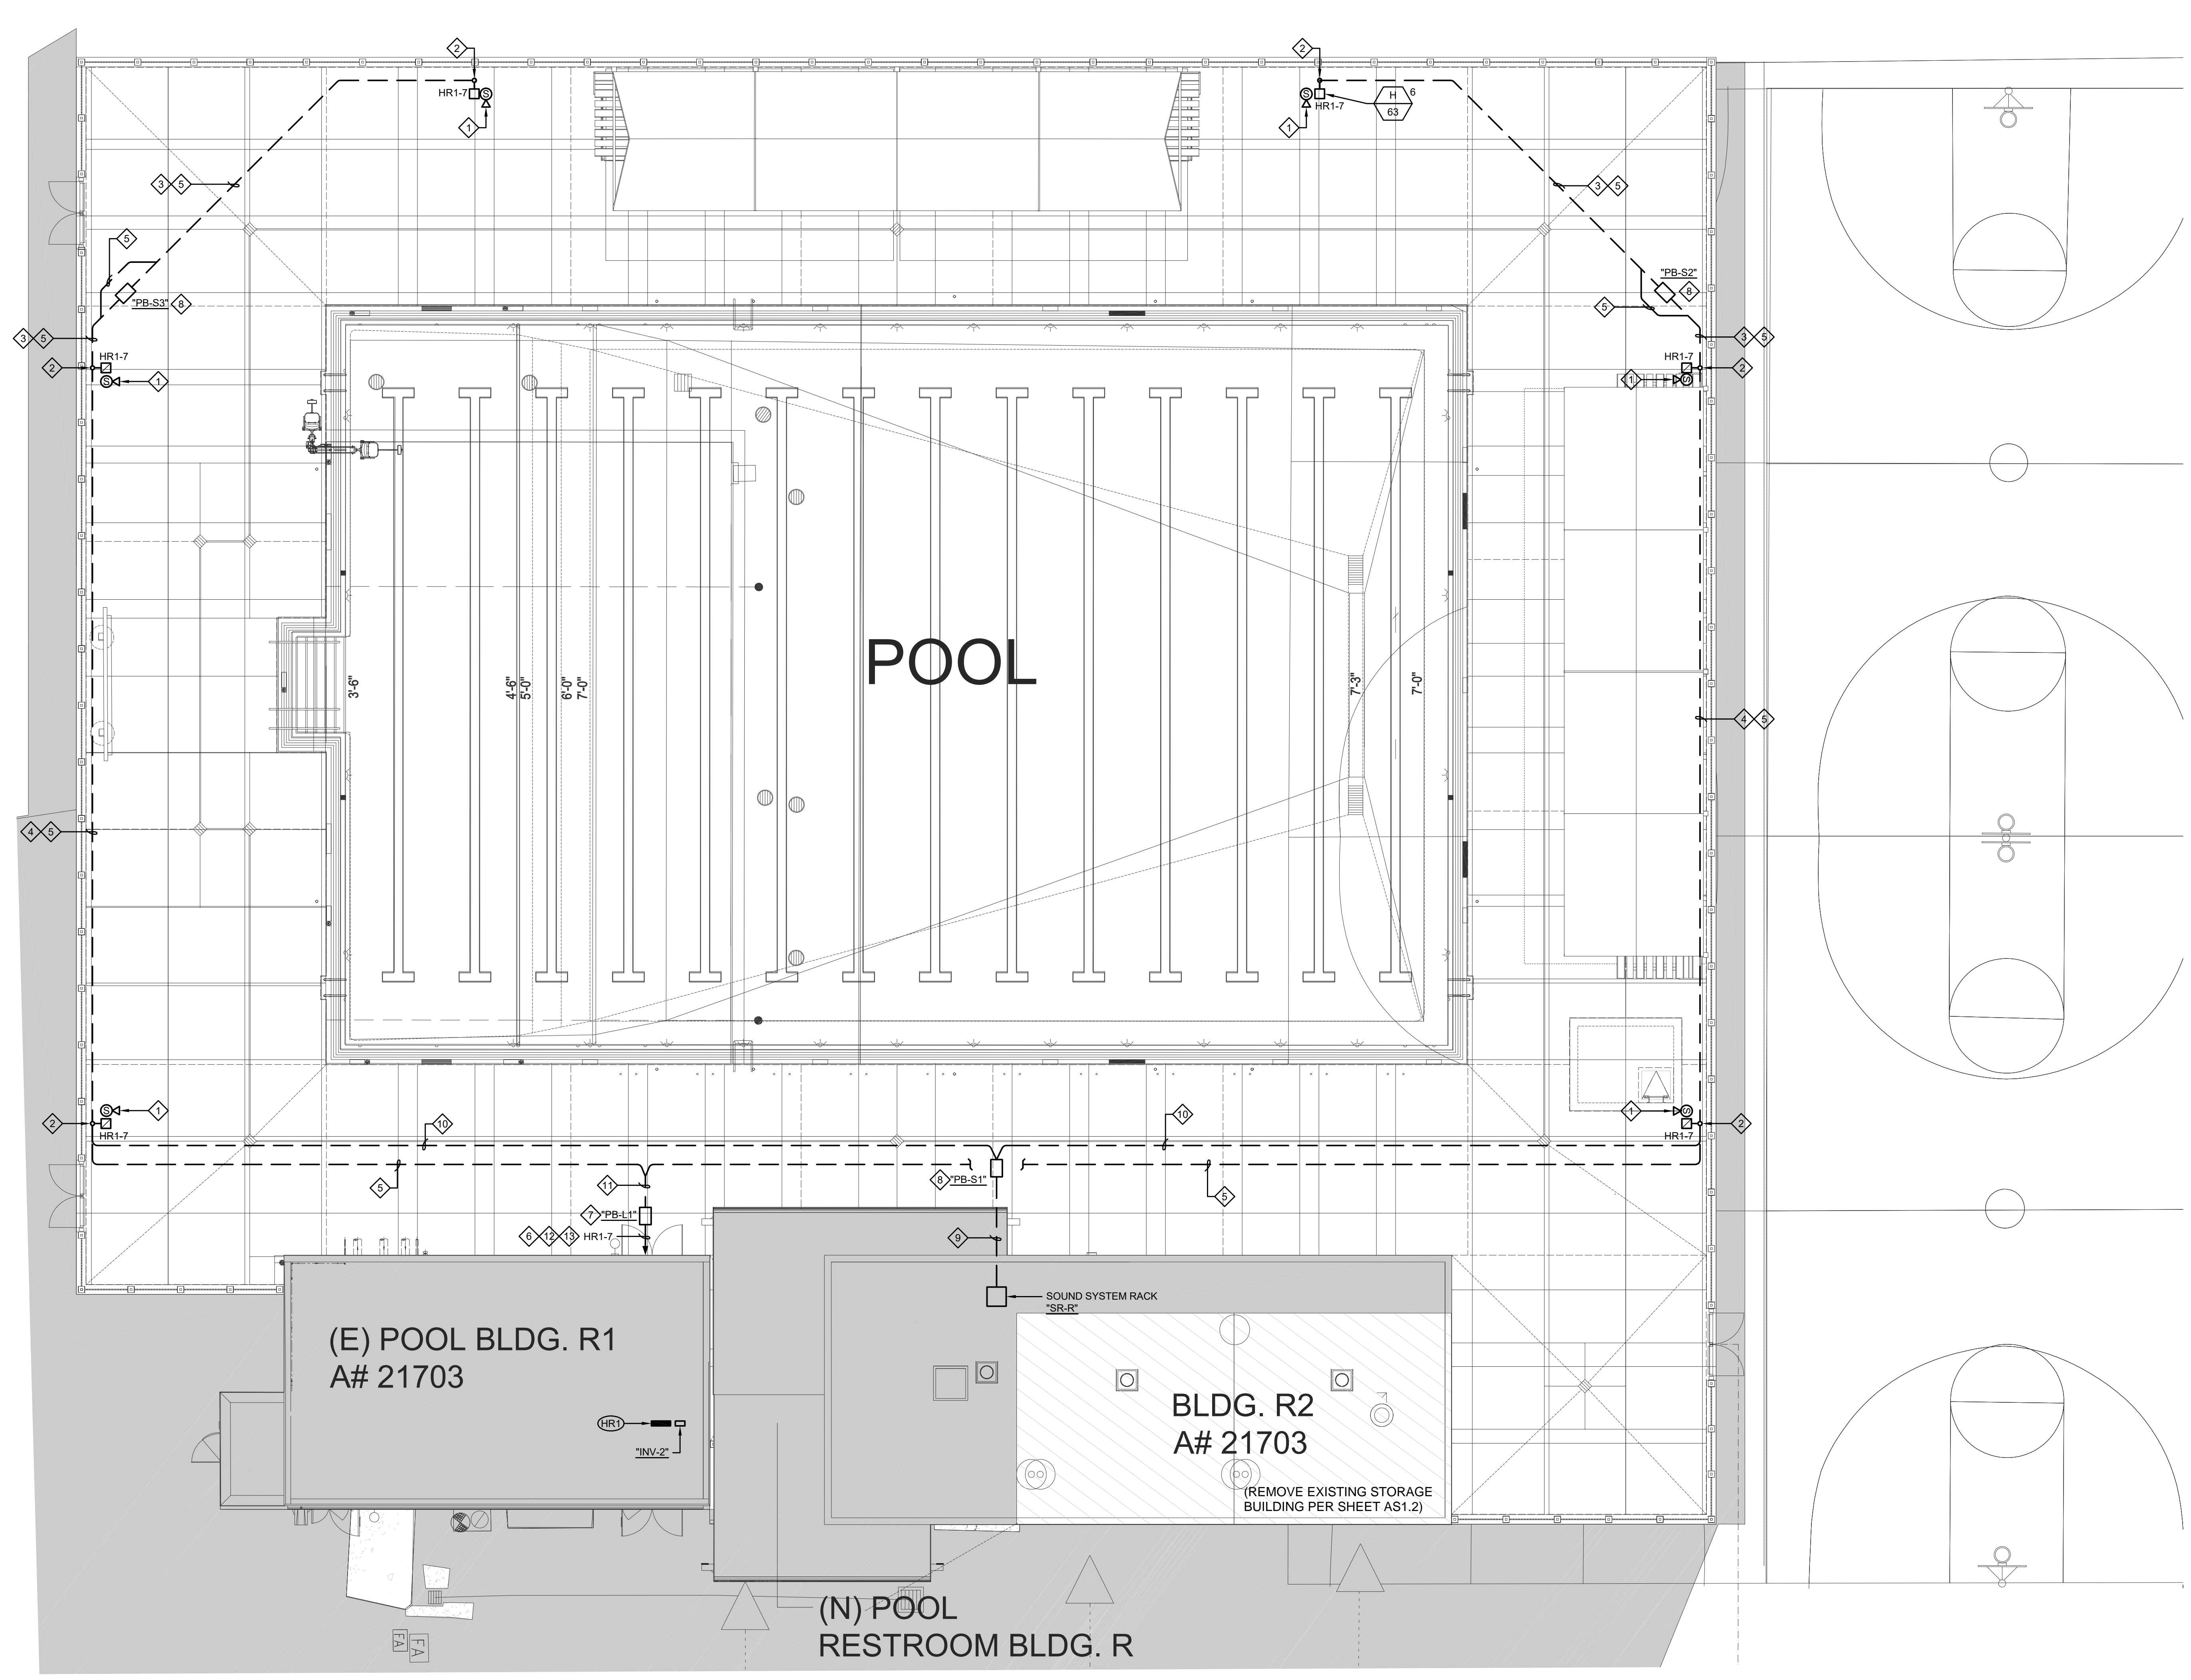 2
2
HR1-7
S
S
HR1-7
H
6
63
1
1
3
5
3
5
5
"PB-S2"
8
"PB-S3"
8
5
3
5
3
5
HR1-7
HR1-7
2
2
S
1
1
S
POOL
3'-6"
4'-6"
5'-0"
6'-0"
7'-0"
7'-3"
7'-0"
4
5
4
5
S
1
1
S
10
10
2
2
HR1-7
HR1-7
5
11
8
"PB-S1"
5
7
"PB-L1"
6
12
13
HR1-7
9
SOUND SYSTEM RACK
"SR-R"
(E) POOL BLDG. R1
A# 21703
HR1
"INV-2"
BLDG. R2
A# 21703
(REMOVE EXISTING STORAGE
BUILDING PER SHEET AS1.2)
(N) POOL
RESTROOM BLDG. R
FA
FA